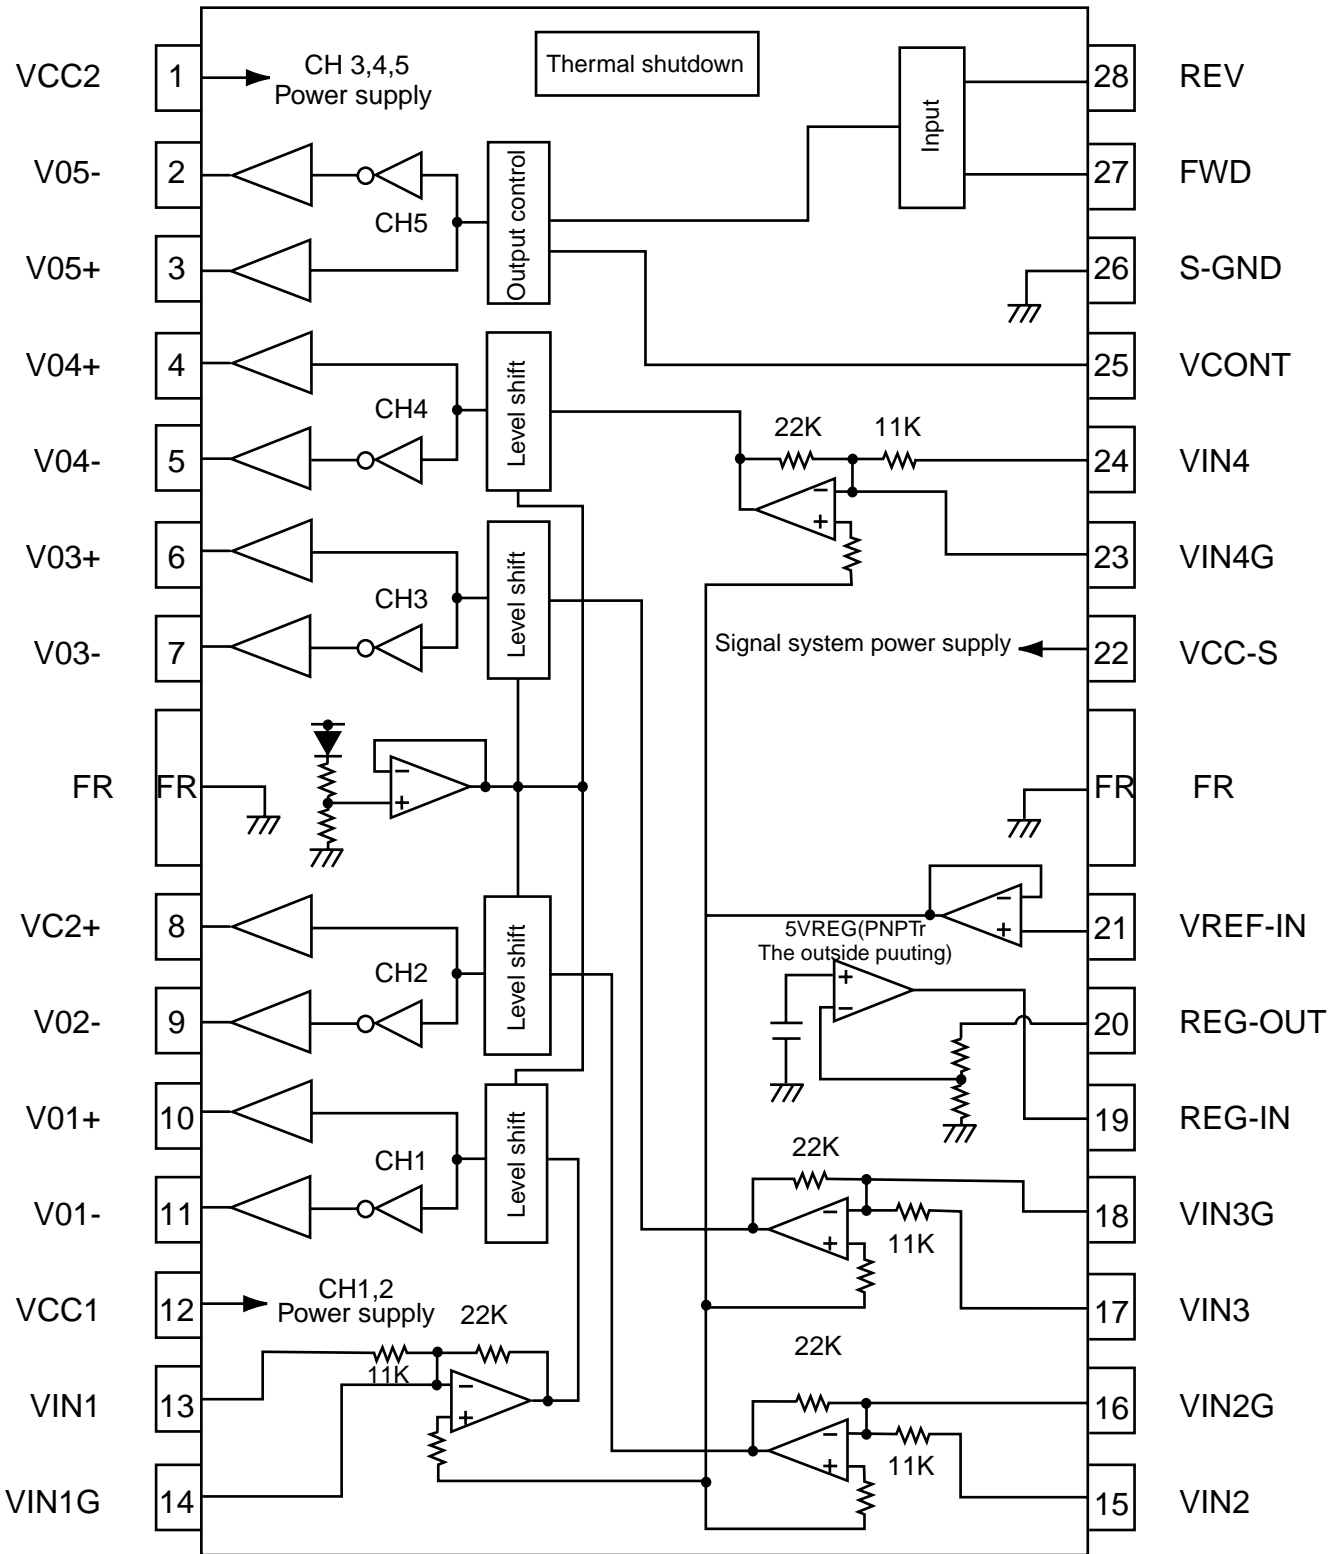 Thermal shutdown
VCC2 1 CH 3,4,5
Power supply
Input
28 REV
V05- 2
CH5
Output control
27 FWD
V05+ 3
26 S-GND
V04+ 4
CH4
Level shift
25 VCONT
V04- 5
22K 11K
24 VIN4
−
+
V03+ 6
CH3
Level shift
23 VIN4G
V03- 7
Signal system power supply
22 VCC-S
FR FR
−
+
FR FR
VC2+ 8
CH2
Level shift
−
+
21 VREF-IN
5VREG(PNPTr
The outside puuting)
V02- 9
+
−
20 REG-OUT
V01+ 10
CH1
Level shift
19 REG-IN
V01- 11
22K
−
+
11K
18 VIN3G
VCC1 12 CH1,2
Power supply
22K
17 VIN3
VIN1 13
11K
−
+
22K
−
+
11K
16 VIN2G
VIN1G 14
15 VIN2